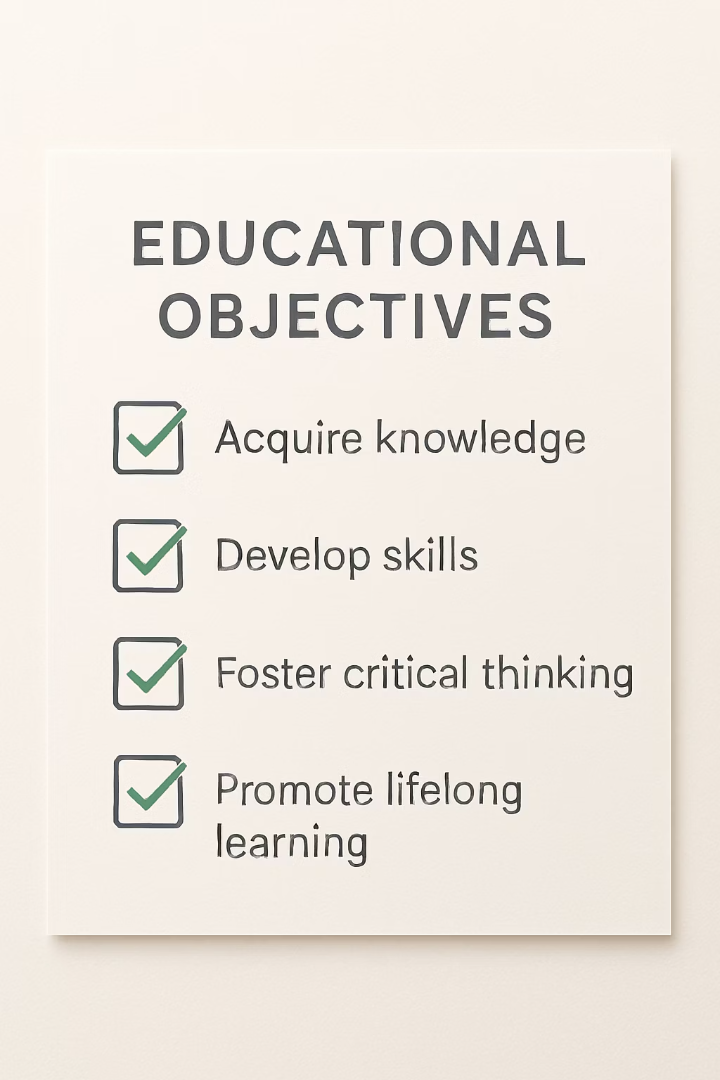 EDUCATIONAL
OBJECTIVES
Acquire knowledge
Develop skills
Foster critical thinking
Promote lifelong
learning